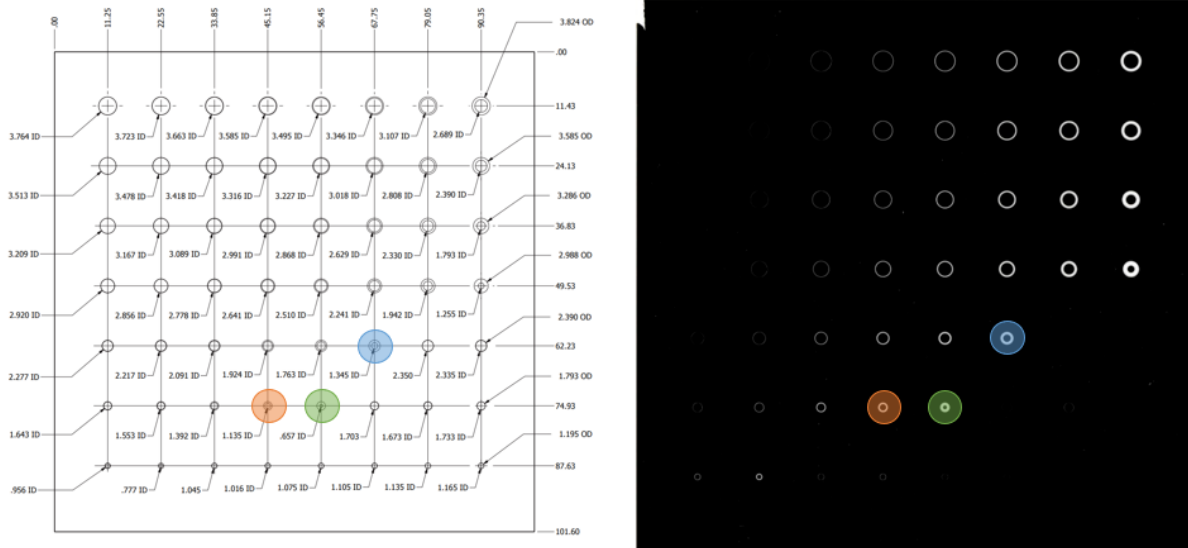 .00 11.25 22.55 33.85 45.15 56.45 67.75 79.05 90.35
3.824 OD
.00
11.43
3.764 ID 3.723 ID 3.663 ID 3.585 ID 3.495 ID 3.346 ID 3.107 ID 2.689 ID
3.585 OD
24.13
3.513 ID 3.478 ID 3.418 ID 3.316 ID 3.227 ID 3.018 ID 2.808 ID 2.390 ID
3.286 OD
36.83
3.209 ID 3.167 ID 3.089 ID 2.991 ID 2.868 ID 2.629 ID 2.330 ID 1.793 ID
2.988 OD
49.53
2.920 ID 2.856 ID 2.778 ID 2.641 ID 2.510 ID 2.241 ID 1.942 ID 1.255 ID
2.390 OD
62.23
2.277 ID 2.217 ID 2.091 ID 1.924 ID 1.763 ID 1.345 ID 2.350 2.335 ID
1.793 OD
74.93
1.643 ID 1.553 ID 1.392 ID 1.135 ID .657 ID 1.703 1.673 ID 1.733 ID
1.195 OD
87.63
.956 ID .777 ID 1.045 1.016 ID 1.075 ID 1.105 ID 1.135 ID 1.165 ID
101.60